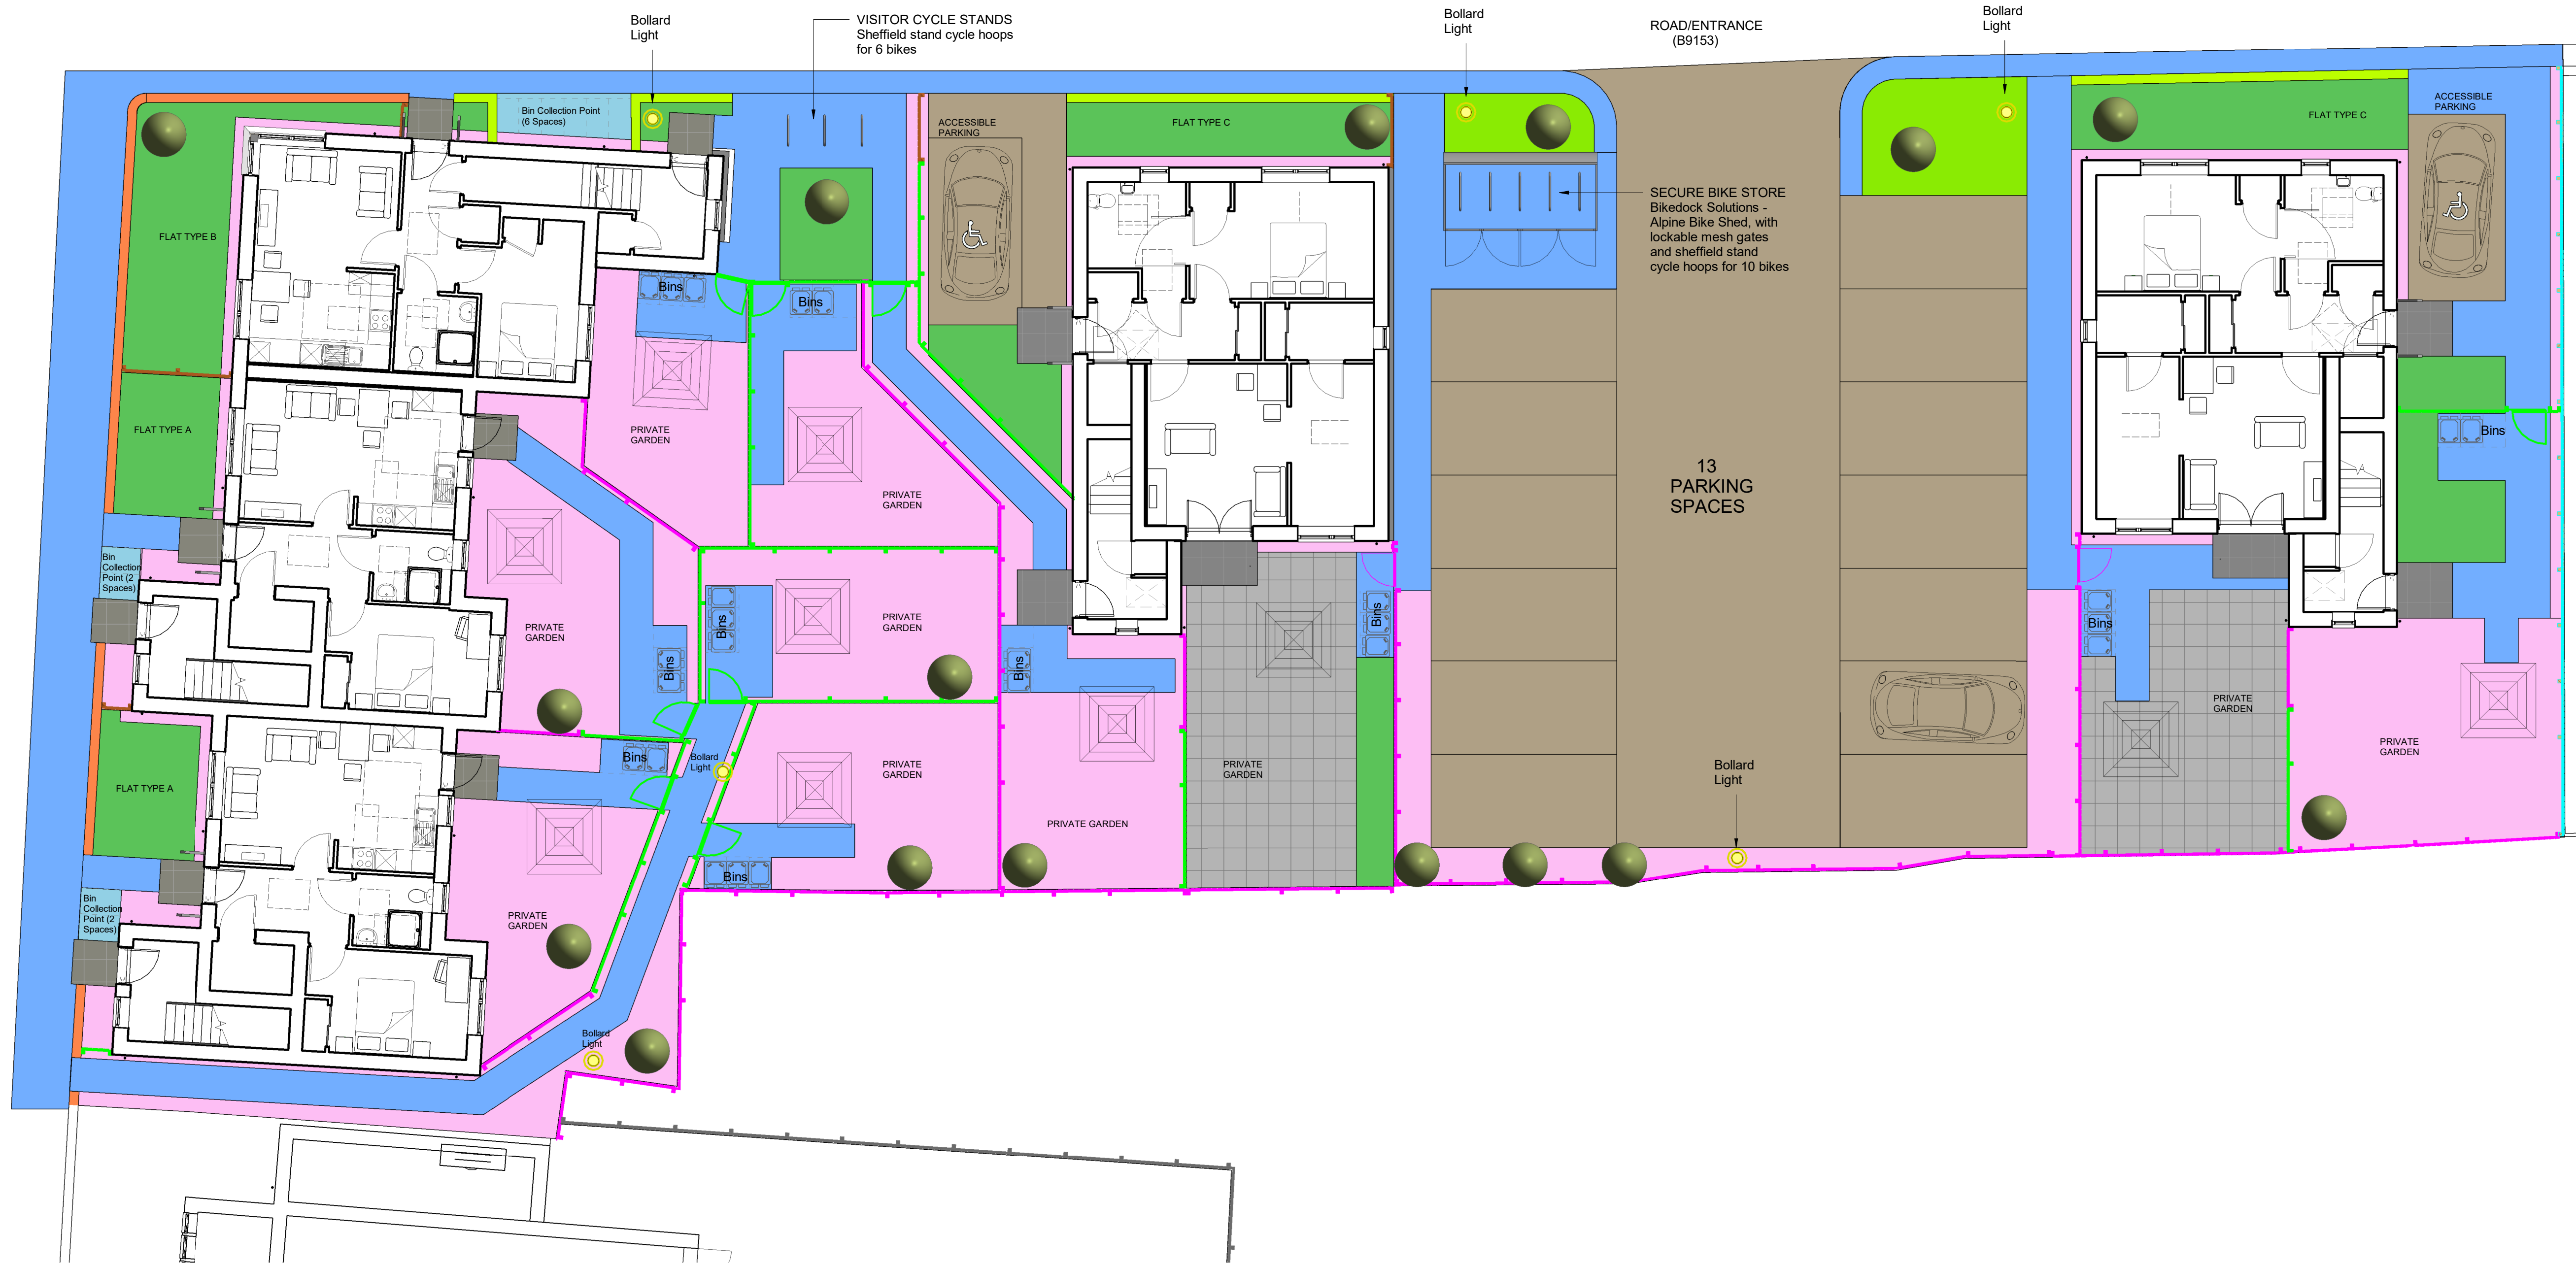 Bollard
Light
VISITOR CYCLE STANDS
Sheffield stand cycle hoops
for 6 bikes
Bollard
Light
ROAD/ENTRANCE
(B9153)
Bollard
Light
Bin Collection Point
(6 Spaces)
ACCESSIBLE
PARKING
FLAT TYPE C
FLAT TYPE C
ACCESSIBLE
PARKING
SECURE BIKE STORE
Bikedock Solutions -
Alpine Bike Shed, with
lockable mesh gates
and sheffield stand
cycle hoops for 10 bikes
FLAT TYPE B
Bins
Bins
FLAT TYPE A
PRIVATE
GARDEN
PRIVATE
GARDEN
13
PARKING
SPACES
Bins
Bin
Collection
Point (2
Spaces)
PRIVATE
GARDEN
Bins
Bins
PRIVATE
GARDEN
Bins
Bins
Bins
PRIVATE
GARDEN
PRIVATE
GARDEN
FLAT TYPE A
Bins
Bollard
Light
PRIVATE
GARDEN
PRIVATE
GARDEN
Bollard
Light
PRIVATE GARDEN
Bins
Bin
Collection
Point (2
Spaces)
PRIVATE
GARDEN
Bollard
Light